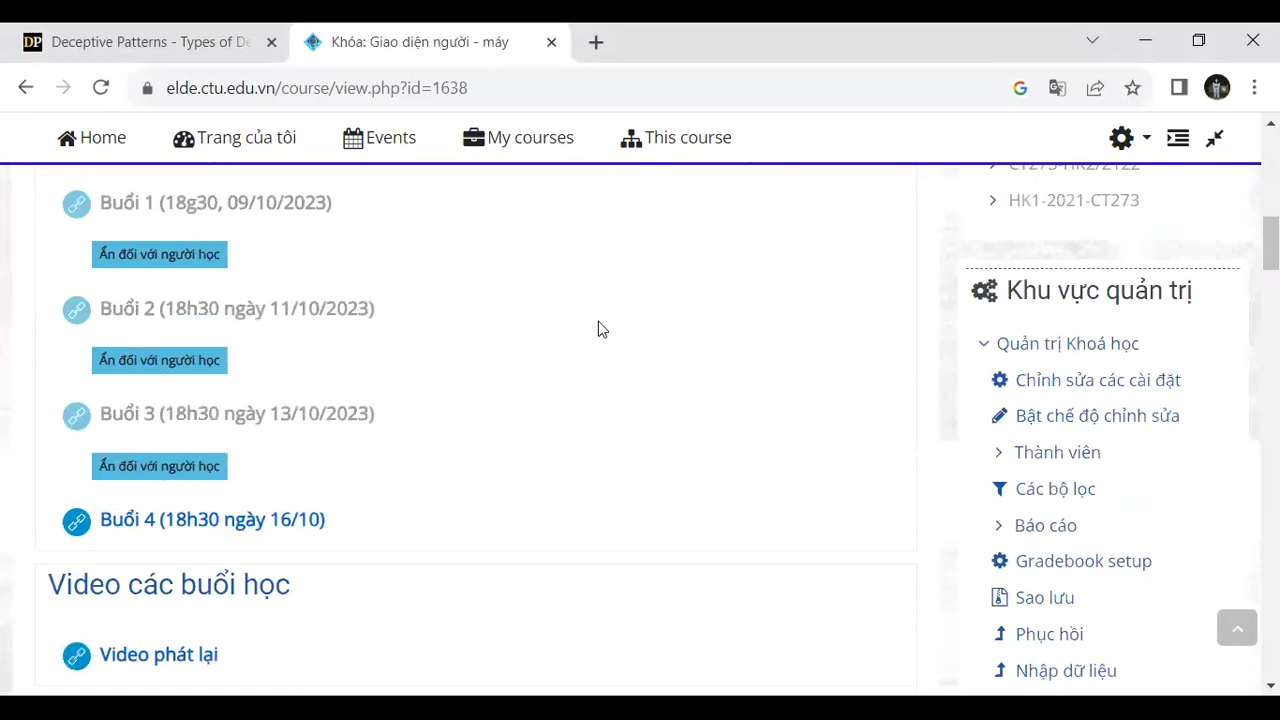 DP Deceptive Patterns - Types of De
Khóa: Giao diện người - máy
elde.ctu.edu.vn/course/view.php?id=1638
Home Trang của tôi Events My courses This course
CT273-HK2/2122
Buổi 1 (18g30, 09/10/2023)
HK1-2021-CT273
Ẩn đối với người học
Khu vực quản trị
Buổi 2 (18h30 ngày 11/10/2023)
Quản trị Khoá học
Ẩn đối với người học
Chỉnh sửa các cài đặt
Buổi 3 (18h30 ngày 13/10/2023)
Bật chế độ chỉnh sửa
Thành viên
Ẩn đối với người học
Các bộ lọc
Buổi 4 (18h30 ngày 16/10)
Báo cáo
Gradebook setup
Video các buổi học
Sao lưu
Phục hồi
Video phát lại
Nhập dữ liệu